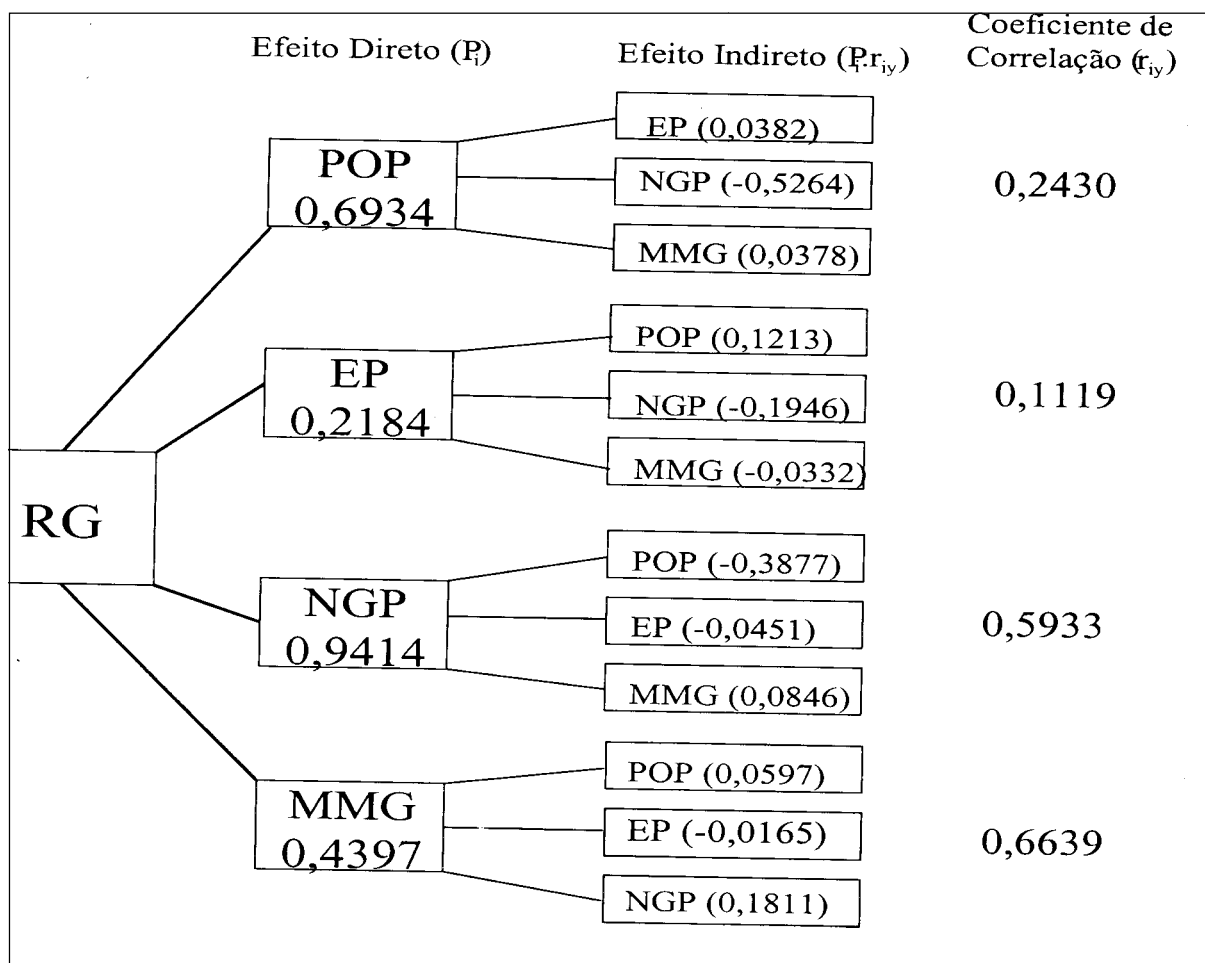 Efeito Direto (Pi)
Efeito Indireto (Pi.riy)
Coeficiente de
Correlação (riy)
POP
0,6934
EP (0,0382)
NGP (-0,5264)
MMG (0,0378)
0,2430
EP
0,2184
POP (0,1213)
NGP (-0,1946)
MMG (-0,0332)
0,1119
RG
NGP
0,9414
POP (-0,3877)
EP (-0,0451)
MMG (0,0846)
0,5933
MMG
0,4397
POP (0,0597)
EP (-0,0165)
NGP (0,1811)
0,6639